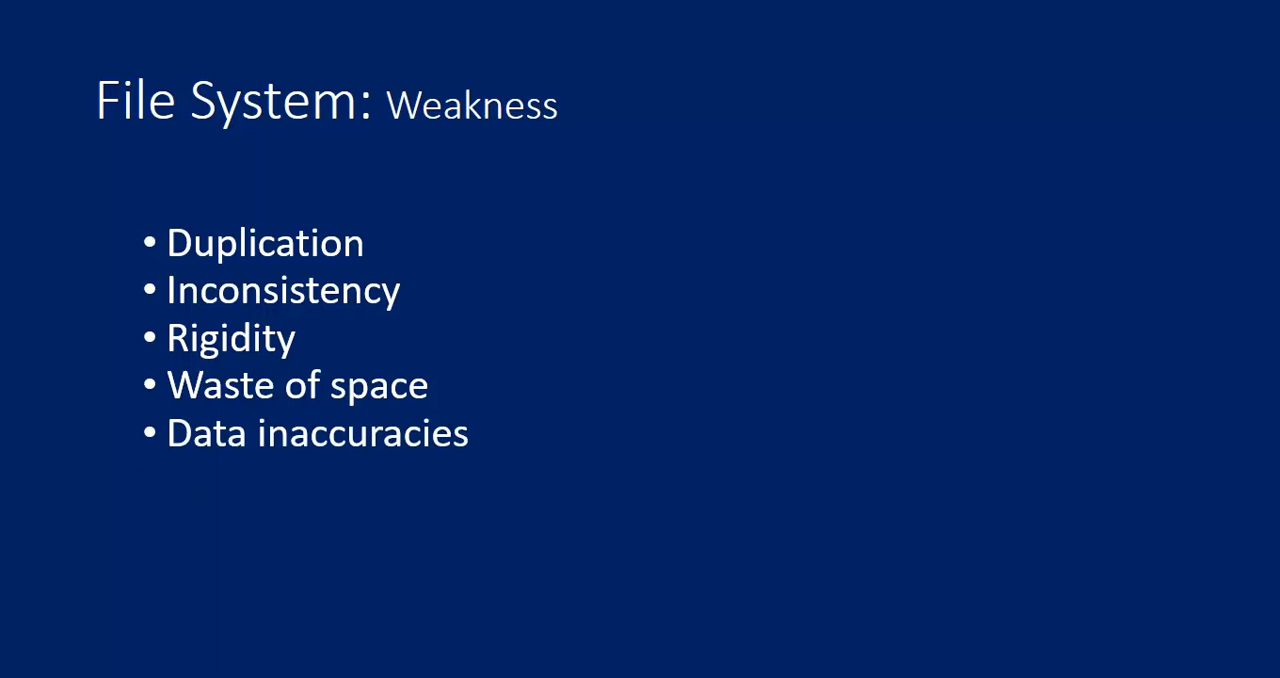 File System: Weakness
• Duplication
• Inconsistency
• Rigidity
• Waste of space
• Data inaccuracies